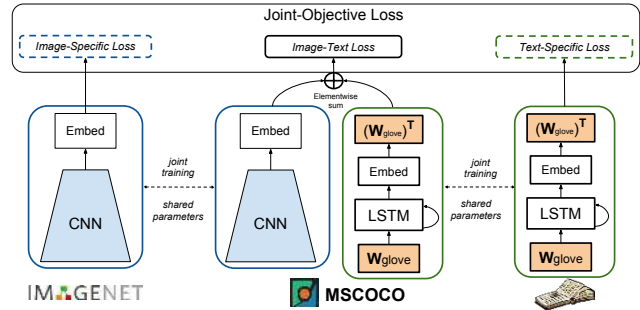 Joint-Objective Loss
Image-Specific Loss
Image-Text Loss
Text-Specific Loss
Elementwise
sum
Embed
CNN
joint
training
shared
parameters
Embed
CNN
(Wglove)T
Embed
LSTM
Wglove
joint
training
shared
parameters
(Wglove)T
Embed
LSTM
Wglove
IMAGENET
MSCOCO